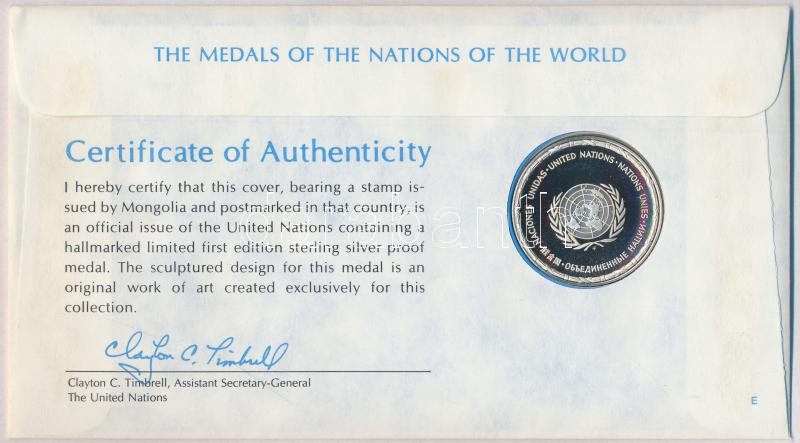 THE MEDALS OF THE NATIONS OF THE WORLD
Certificate of Authenticity
I hereby certify that this cover, bearing a stamp is-
sued by Mongolia and postmarked in that country, is
an official issue of the United Nations containing a
hallmarked limited first edition sterling silver proof
medal. The sculptured design for this medal is an
original work of art created exclusively for this
collection.
Clayton C. Timbrell
Clayton C. Timbrell, Assistant Secretary-General
The United Nations
NACIONES UNIDAS · UNITED NATIONS · NATIONS UNIES
· ОБЪЕДИНЕННЫЕ НАЦИИ ·
E